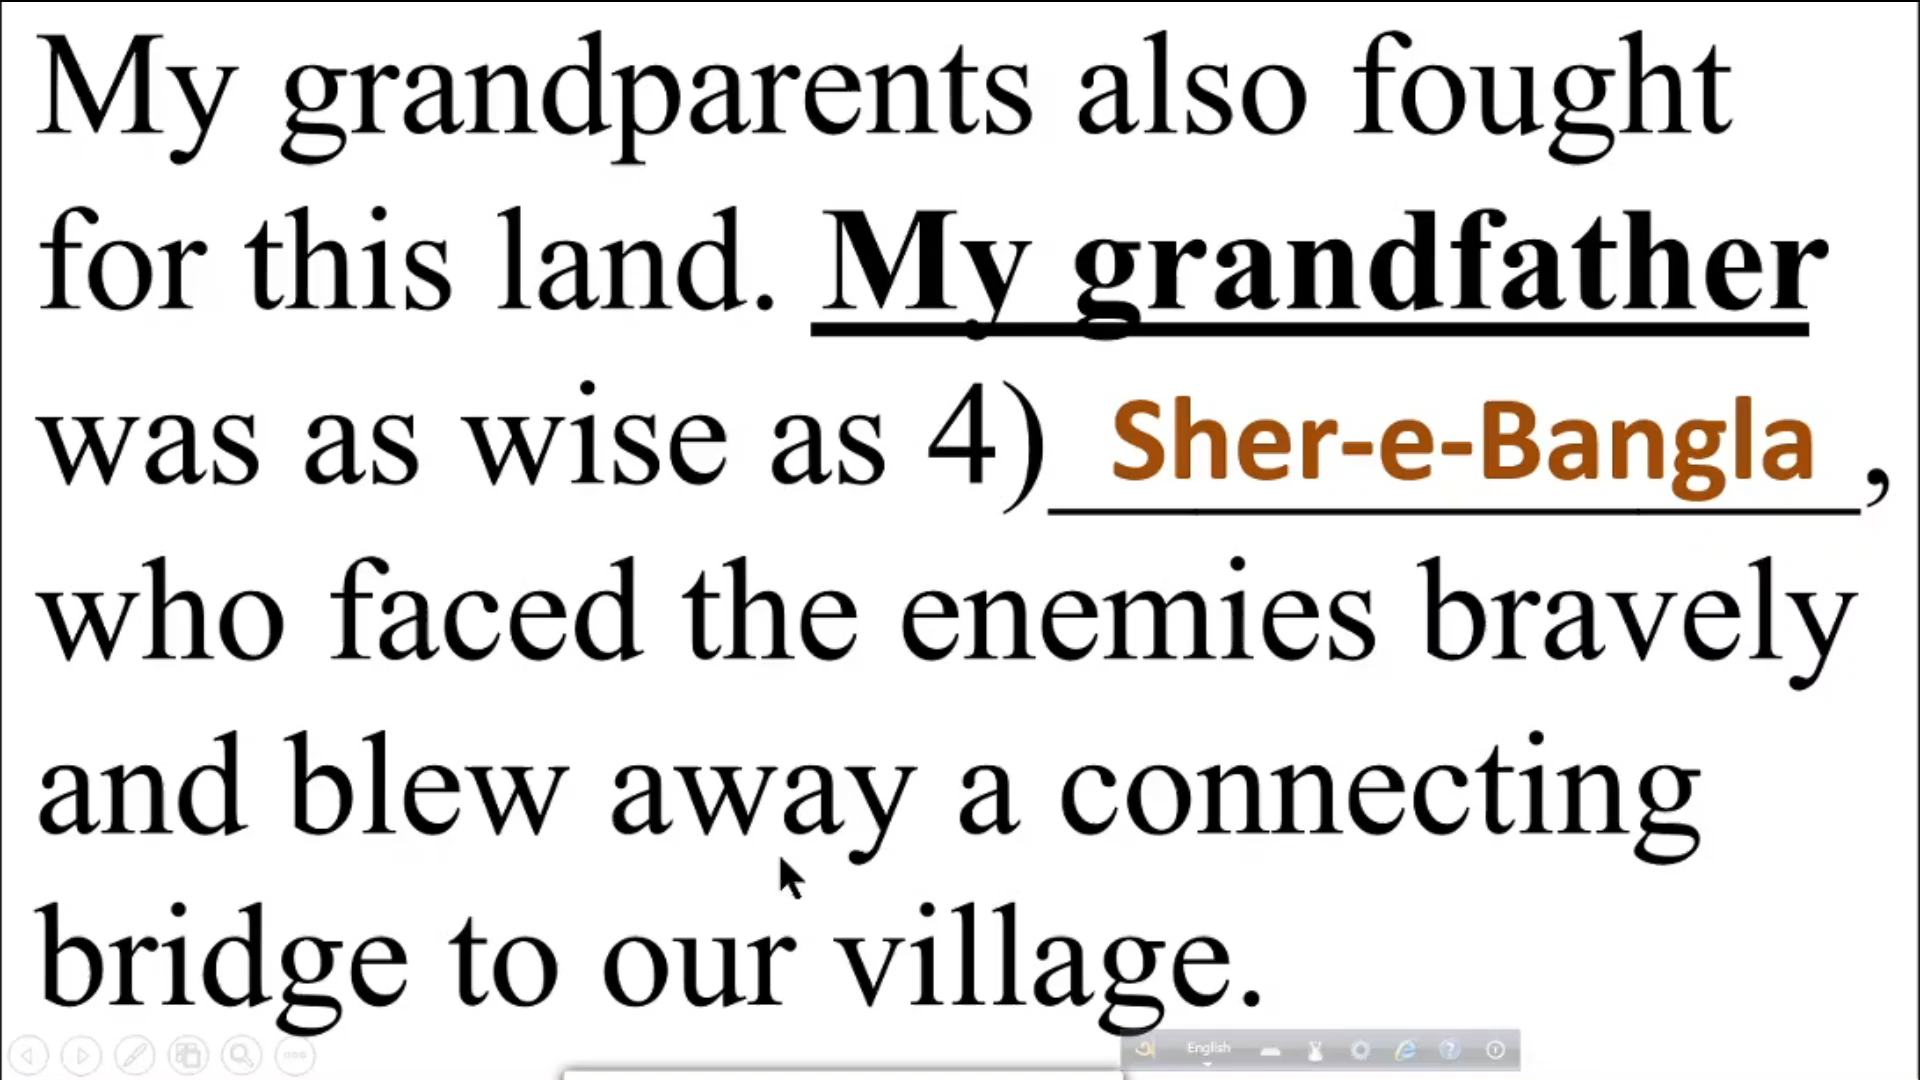 My grandparents also fought
for this land. My grandfather
was as wise as 4) Sher-e-Bangla,
who faced the enemies bravely
and blew away a connecting
bridge to our village.
English